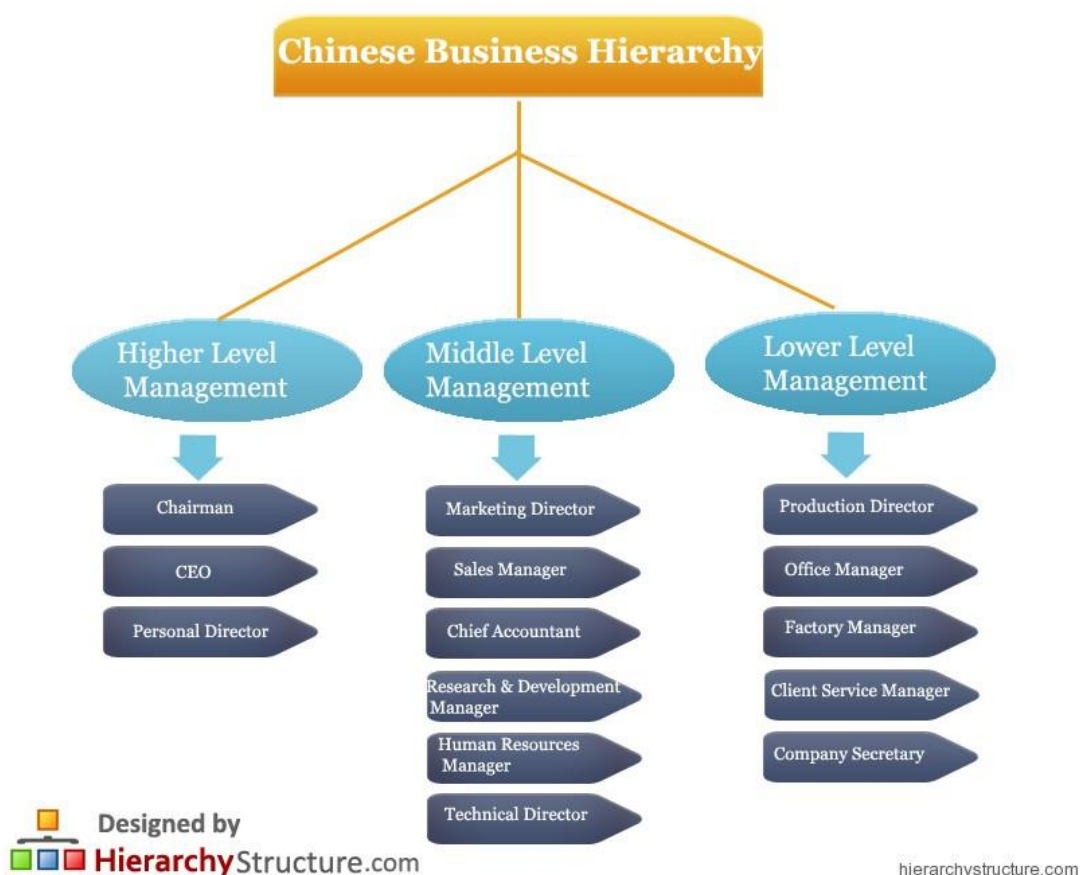 Chinese Business Hierarchy
Higher Level
Management
Chairman
CEO
Personal Director
Middle Level
Management
Marketing Director
Sales Manager
Chief Accountant
Research & Development
Manager
Human Resources
Manager
Technical Director
Lower Level
Management
Production Director
Office Manager
Factory Manager
Client Service Manager
Company Secretary
Designed by
HierarchyStructure.com
hierarchystructure.com